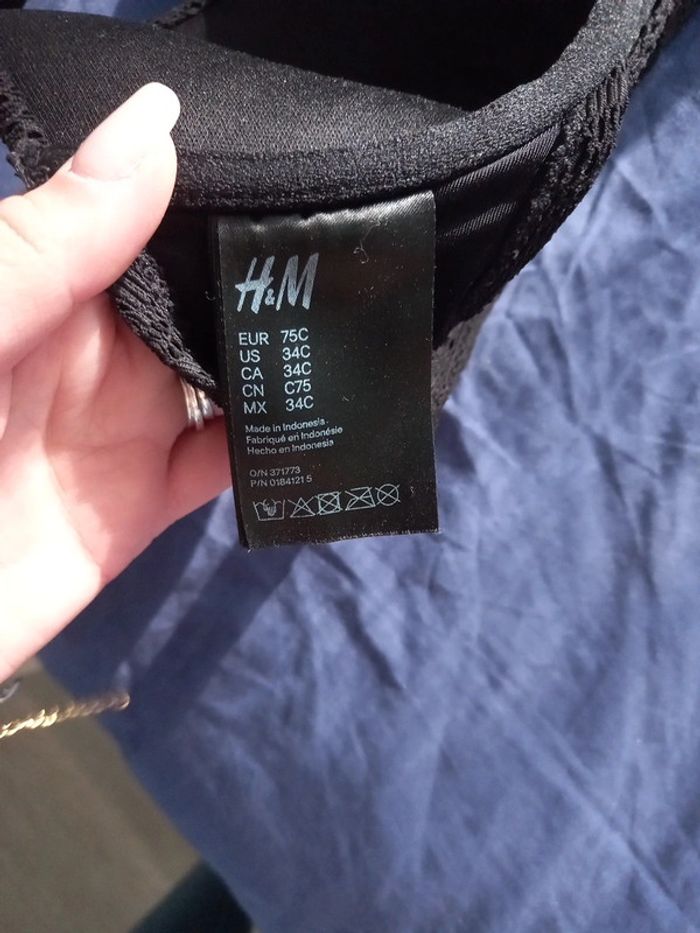 H&M
EUR 75C
US 34C
CA 34C
CN C75
MX 34C
Made in Indonesia.
Fabriqué en Indonésie
Hecho en Indonesia
O/N 371773
P/N 0184121 5